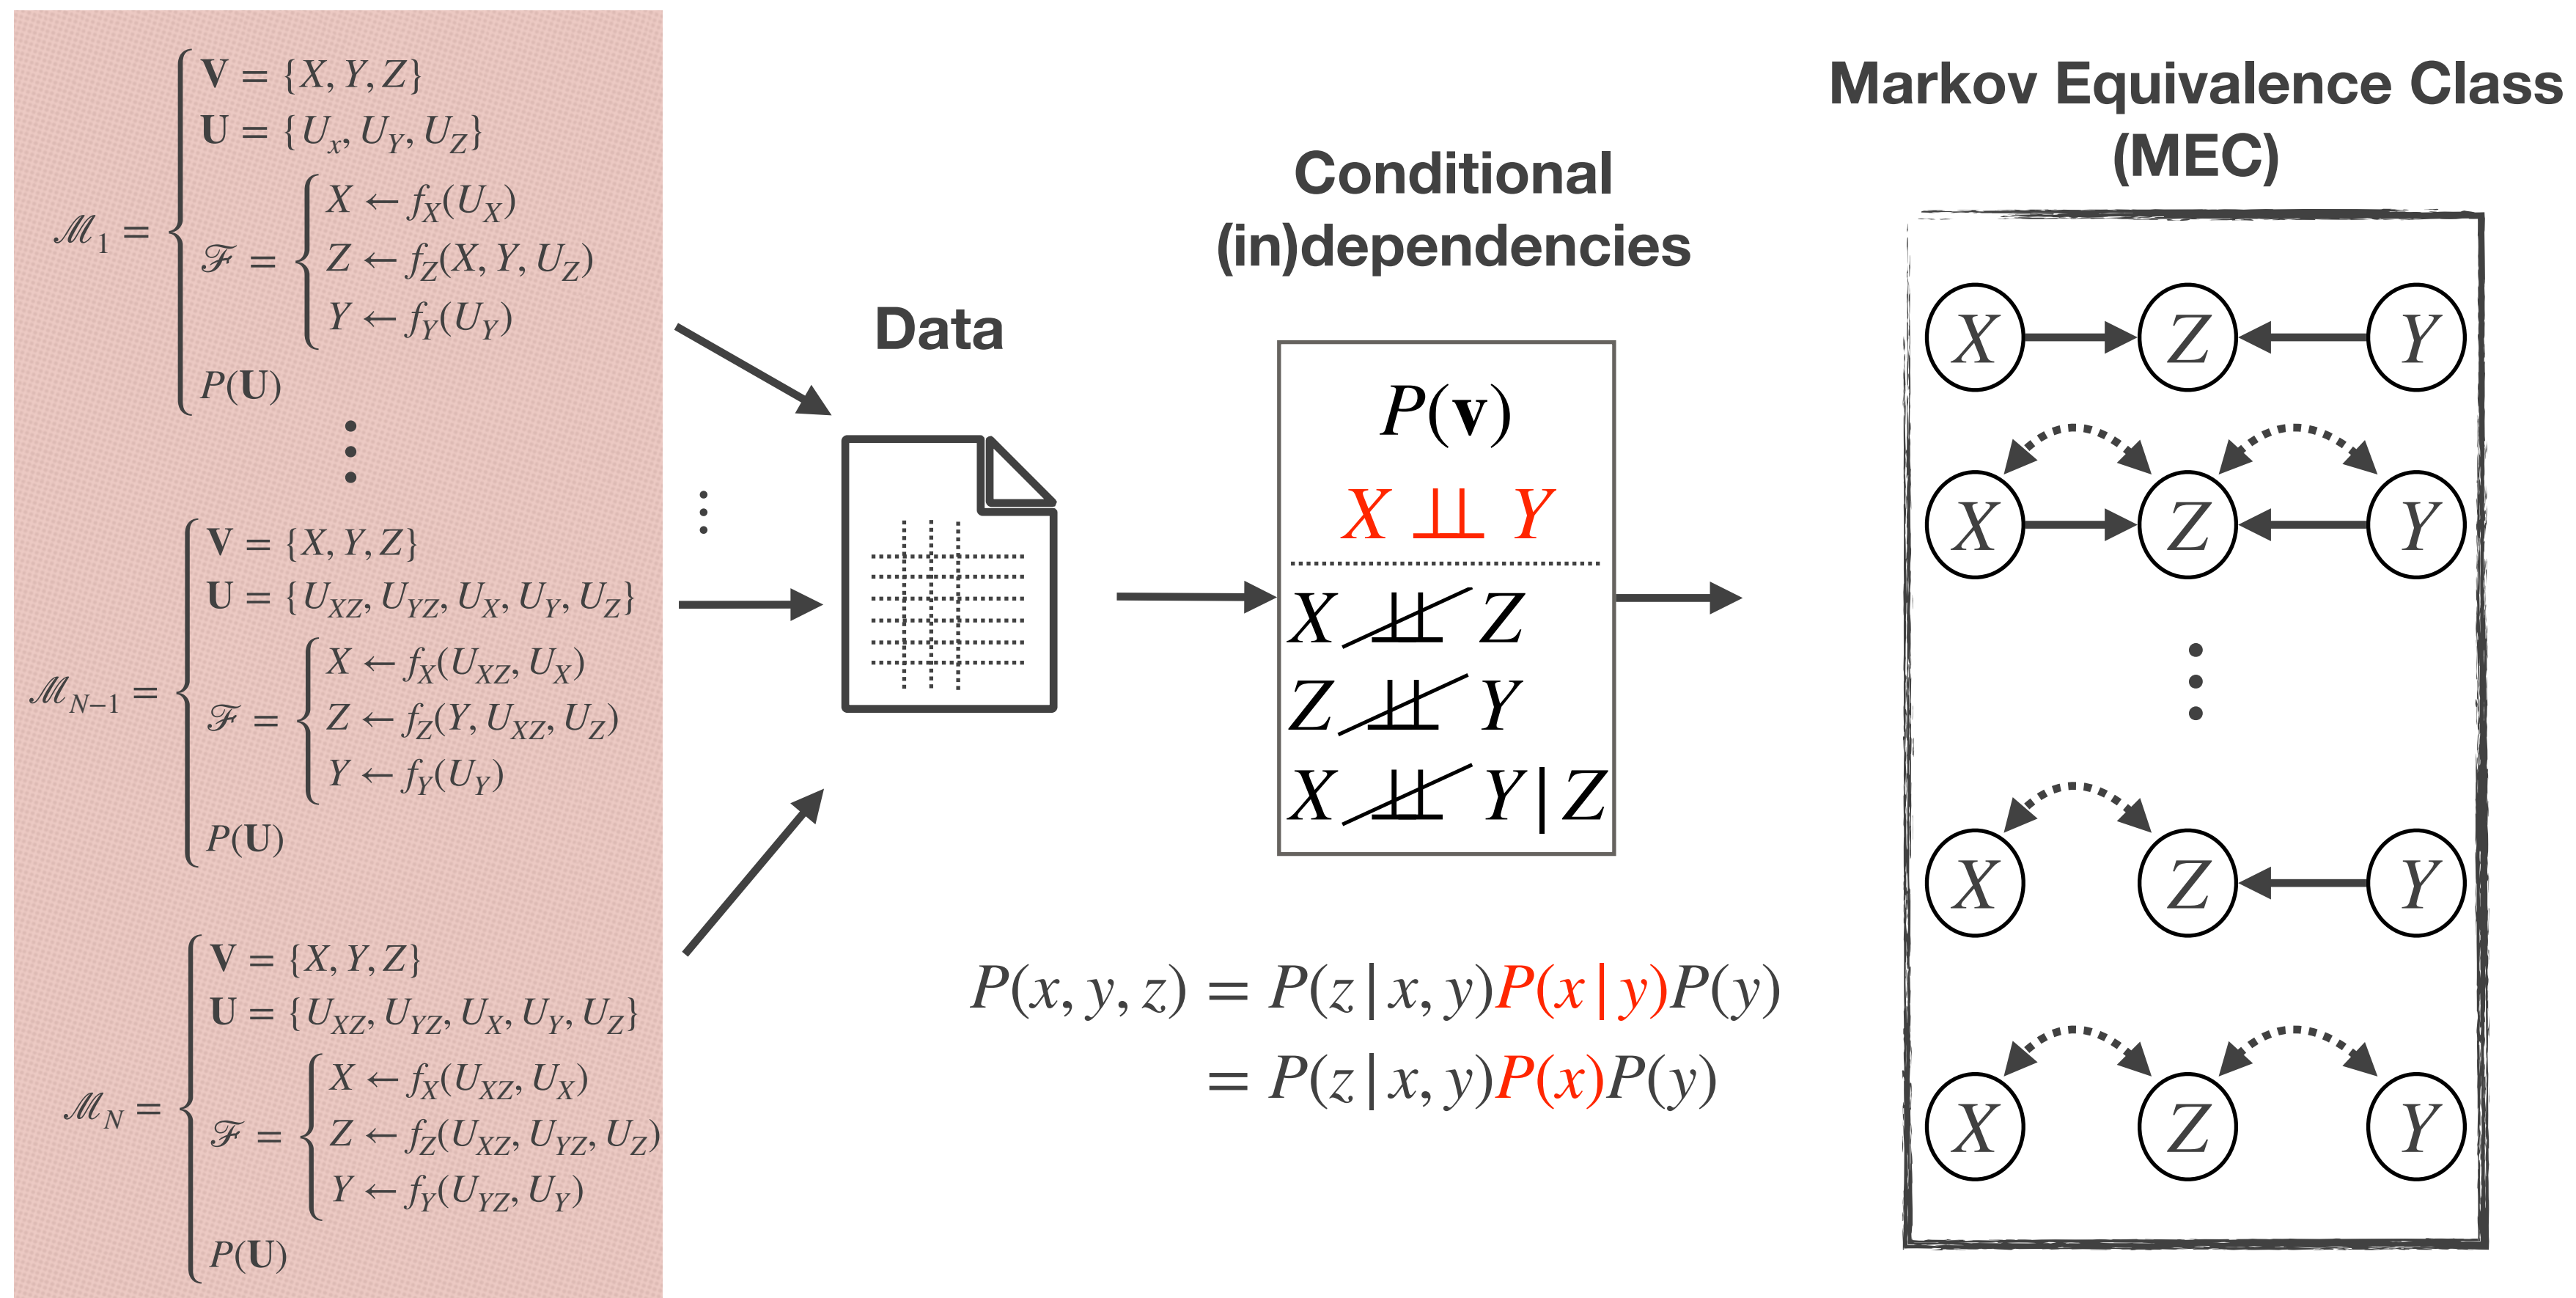 V = {X, Y, Z}
U = {U_x, U_Y, U_Z}
ℳ_1 =
ℱ =
X ← f_X(U_X)
Z ← f_Z(X, Y, U_Z)
Y ← f_Y(U_Y)
P(U)
⋮
V = {X, Y, Z}
U = {U_XZ, U_YZ, U_X, U_Y, U_Z}
ℳ_N−1 =
ℱ =
X ← f_X(U_XZ, U_X)
Z ← f_Z(Y, U_XZ, U_Z)
Y ← f_Y(U_Y)
P(U)
V = {X, Y, Z}
U = {U_XZ, U_YZ, U_X, U_Y, U_Z}
ℳ_N =
ℱ =
X ← f_X(U_XZ, U_X)
Z ← f_Z(U_XZ, U_YZ, U_Z)
Y ← f_Y(U_YZ, U_Y)
P(U)
⋮
Data
Conditional
(in)dependencies
P(v)
X ⫫ Y
X ⫫̸ Z
Z ⫫̸ Y
X ⫫̸ Y | Z
P(x, y, z) = P(z | x, y)P(x | y)P(y)
= P(z | x, y)P(x)P(y)
Markov Equivalence Class
(MEC)
X Z Y
X Z Y
⋮
X Z Y
X Z Y